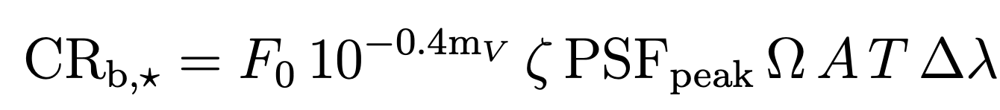 CR_{b,⋆} = F_0 10^{−0.4m_V} ζ PSF_{peak} Ω A T Δλ